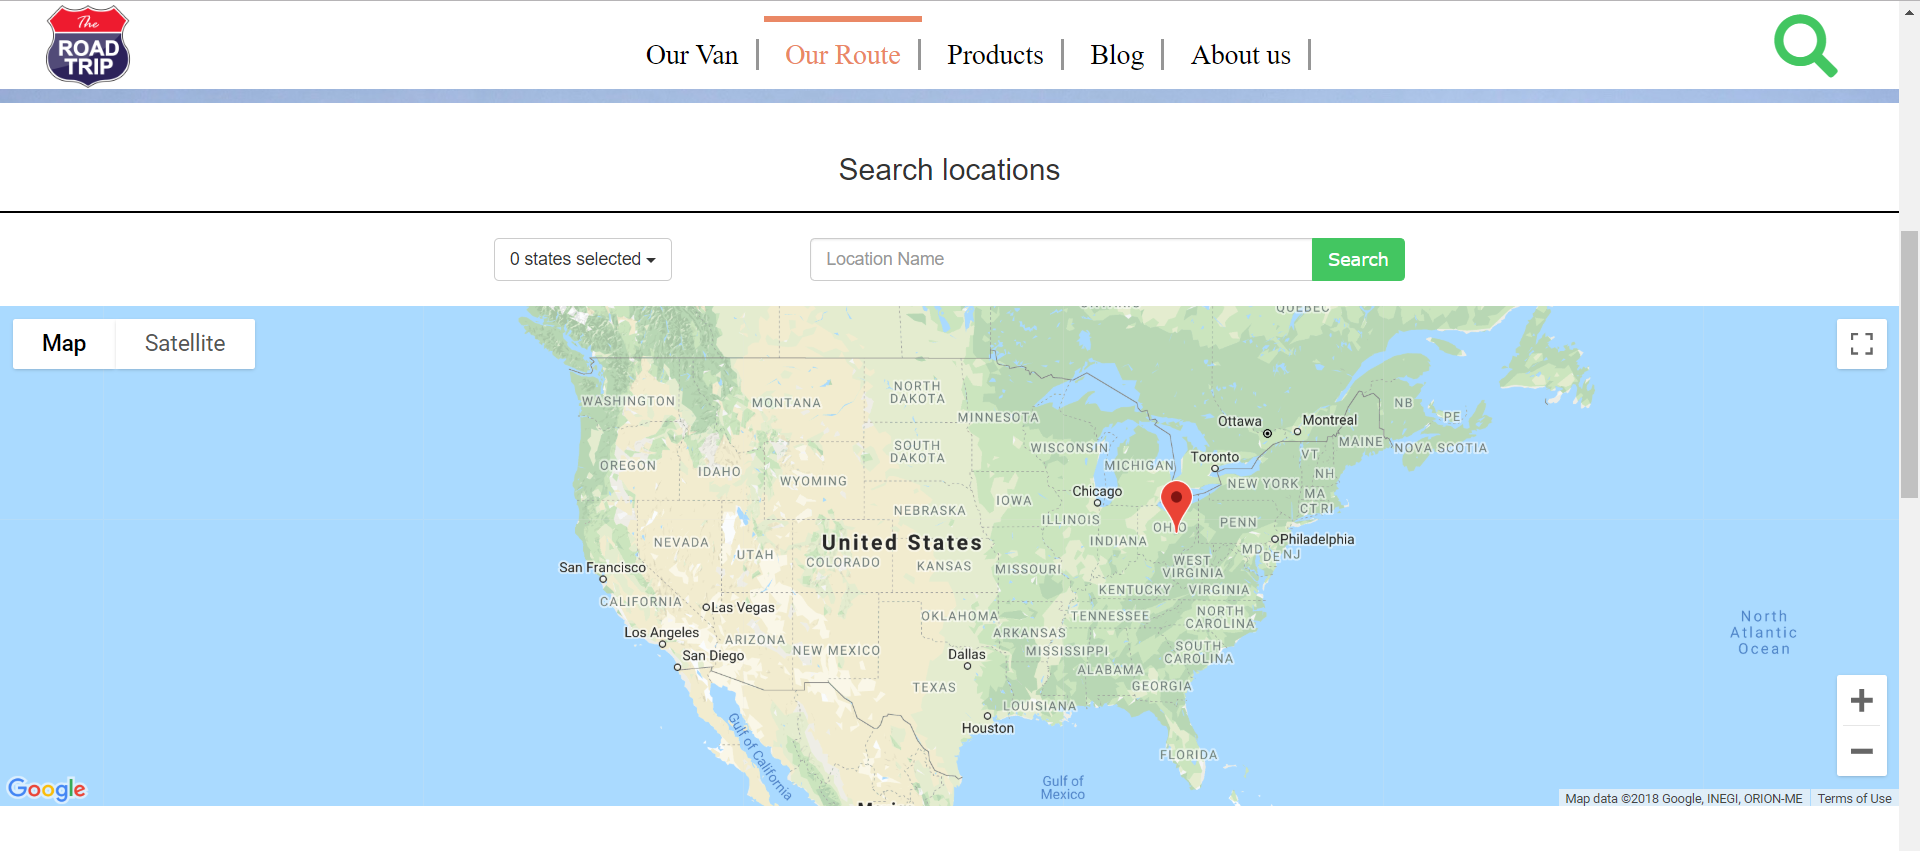 The
ROAD
TRIP
Our Van
Our Route
Products
Blog
About us
Search locations
0 states selected
Location Name
Search
Map
Satellite
QUEBEC
NORTH
DAKOTA
WASHINGTON
MONTANA
MINNESOTA
NB
PE
Ottawa
Montreal
MAINE
NOVA SCOTIA
SOUTH
DAKOTA
WISCONSIN
MICHIGAN
Toronto
VT
NH
OREGON
IDAHO
WYOMING
Chicago
NEW YORK
MA
CT RI
IOWA
NEBRASKA
ILLINOIS
INDIANA
OHIO
PENN
Philadelphia
NEVADA
UTAH
United States
COLORADO
KANSAS
MISSOURI
WEST
VIRGINIA
MD
DE
NJ
San Francisco
KENTUCKY
VIRGINIA
CALIFORNIA
Las Vegas
OKLAHOMA
TENNESSEE
NORTH
CAROLINA
Los Angeles
ARIZONA
NEW MEXICO
ARKANSAS
MISSISSIPPI
SOUTH
CAROLINA
San Diego
Dallas
ALABAMA
TEXAS
GEORGIA
LOUISIANA
Houston
FLORIDA
Gulf of California
Gulf of
Mexico
North
Atlantic
Ocean
Google
Map data ©2018 Google, INEGI, ORION-ME
Terms of Use